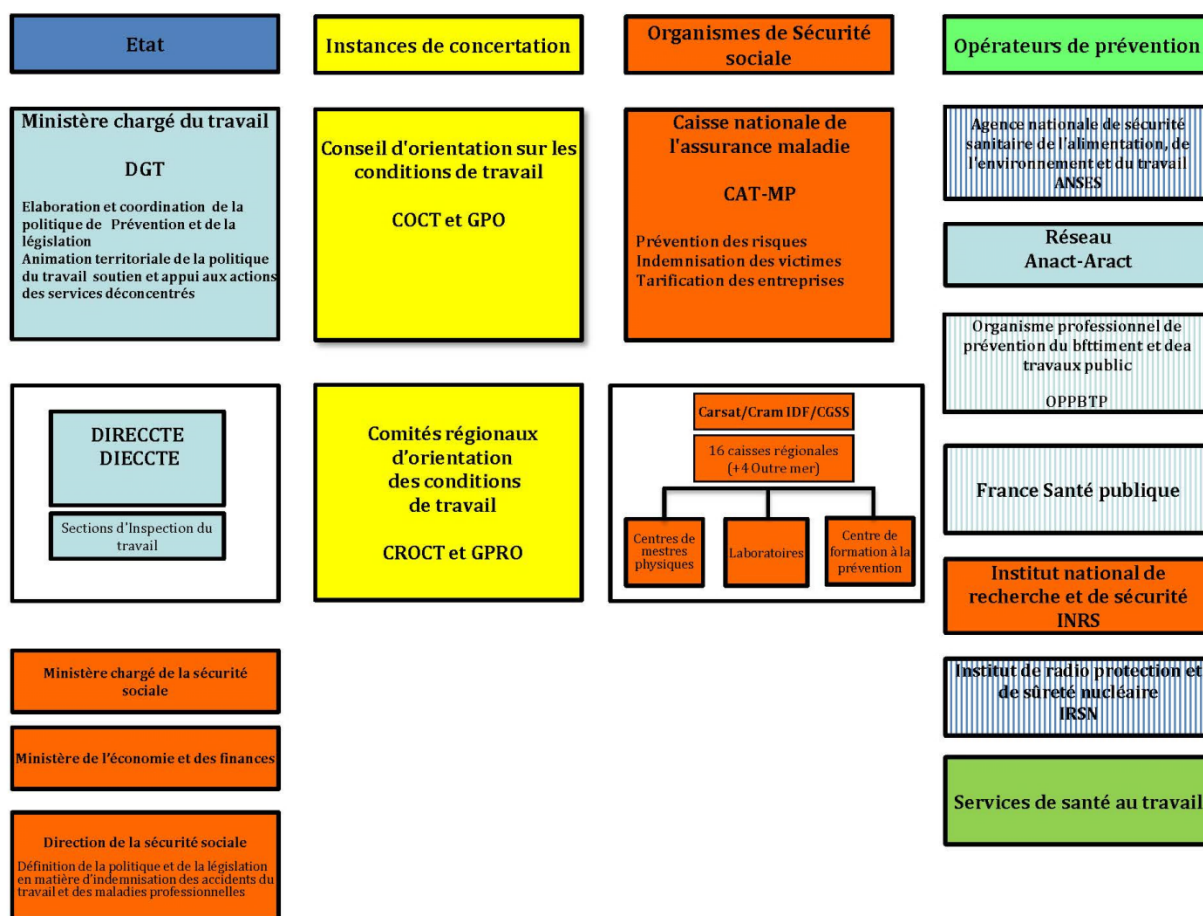 Etat
Ministère chargé du travail
DGT
Elaboration et coordination de la
politique de Prévention et de la
législation
Animation territoriale de la politique
du travail soutien et appui aux actions
des services déconcentrés
DIRECCTE
DIECCTE
Sections d'Inspection du
travail
Ministère chargé de la sécurité
sociale
Ministère de l'économie et des finances
Direction de la sécurité sociale
Définition de la politique et de la législation
en matière d'indemnisation des accidents du
travail et des maladies professionnelles
Instances de concertation
Conseil d'orientation sur les
conditions de travail
COCT et GPO
Comités régionaux
d'orientation
des conditions
de travail
CROCT et GPRO
Organismes de Sécurité
sociale
Caisse nationale de
l'assurance maladie
CAT-MP
Prévention des risques
Indemnisation des victimes
Tarification des entreprises
Carsat/Cram IDF/CGSS
16 caisses régionales
(+4 Outre mer)
Centres de
mestres
physiques
Laboratoires
Centre de
formation à la
prévention
Opérateurs de prévention
Agence nationale de sécurité
sanitaire de l'alimentation, de
l'environnement et du travail
ANSES
Réseau
Anact-Aract
Organisme professionnel de
prévention du bfttiment et dea
travaux public
OPPBTP
France Santé publique
Institut national de
recherche et de sécurité
INRS
Institut de radio protection et
de sûreté nucléaire
IRSN
Services de santé au travail